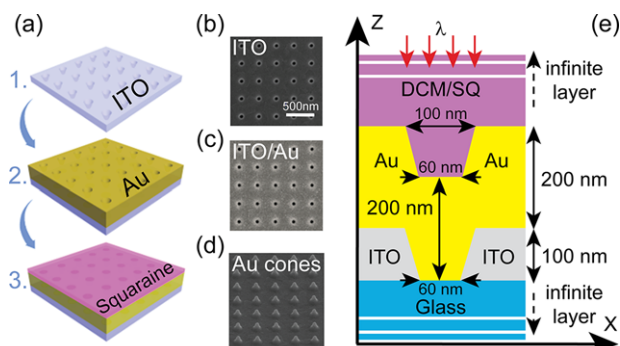 (a)
1.
ITO
2.
Au
3.
Squaraine
(b)
ITO
500nm
(c)
ITO/Au
(d)
Au cones
(e)
Z
λ
DCM/SQ
infinite
layer
100 nm
Au
Au
60 nm
200 nm
200 nm
ITO
ITO
100 nm
60 nm
Glass
infinite
layer
X